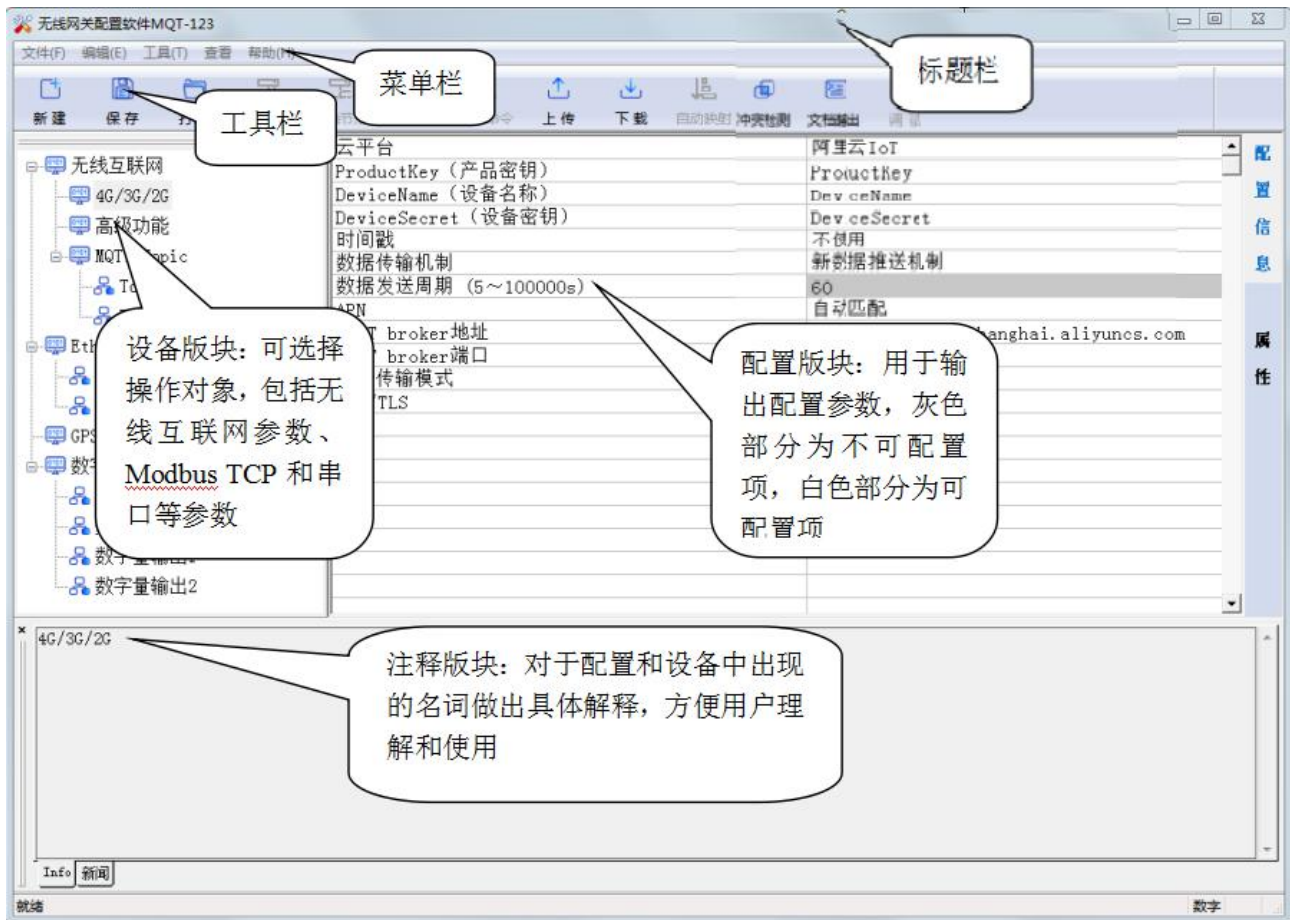 无线网关配置软件MQT-123
文件(F) 编辑(E) 工具(T) 查看 帮助(H)
菜单栏
标题栏
工具栏
新建 保存 上传 下载 自动映射 冲突检测 文档输出 调试
无线互联网
4G/3G/2G
高级功能
数字量输出2
云平台 阿里云IoT
ProductKey(产品密钥) ProductKey
DeviceName(设备名称) DeviceName
DeviceSecret(设备密钥) DeviceSecret
时间戳 不使用
数据传输机制 新数据推送机制
数据发送周期 (5~100000s) 60
APN 自动匹配
broker地址 anghai.aliyuncs.com
broker端口
传输模式
TLS
GPS
设备版块:可选择
操作对象,包括无
线互联网参数、
Modbus TCP 和串
口等参数
配置版块:用于输
出配置参数,灰色
部分为不可配置
项,白色部分为可
配置项
配置信息
属性
4G/3G/2G
注释版块:对于配置和设备中出现
的名词做出具体解释,方便用户理
解和使用
Info 新闻
就绪 数字